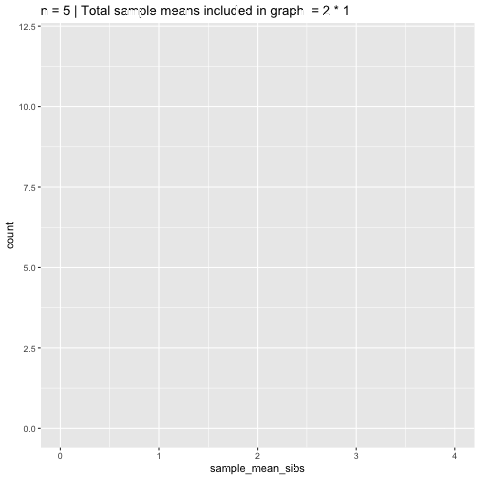 n = 5 | Total sample means included in graph = 2 * 1
12.5
10.0
7.5
5.0
2.5
0.0
count
0 1 2 3 4
sample_mean_sibs